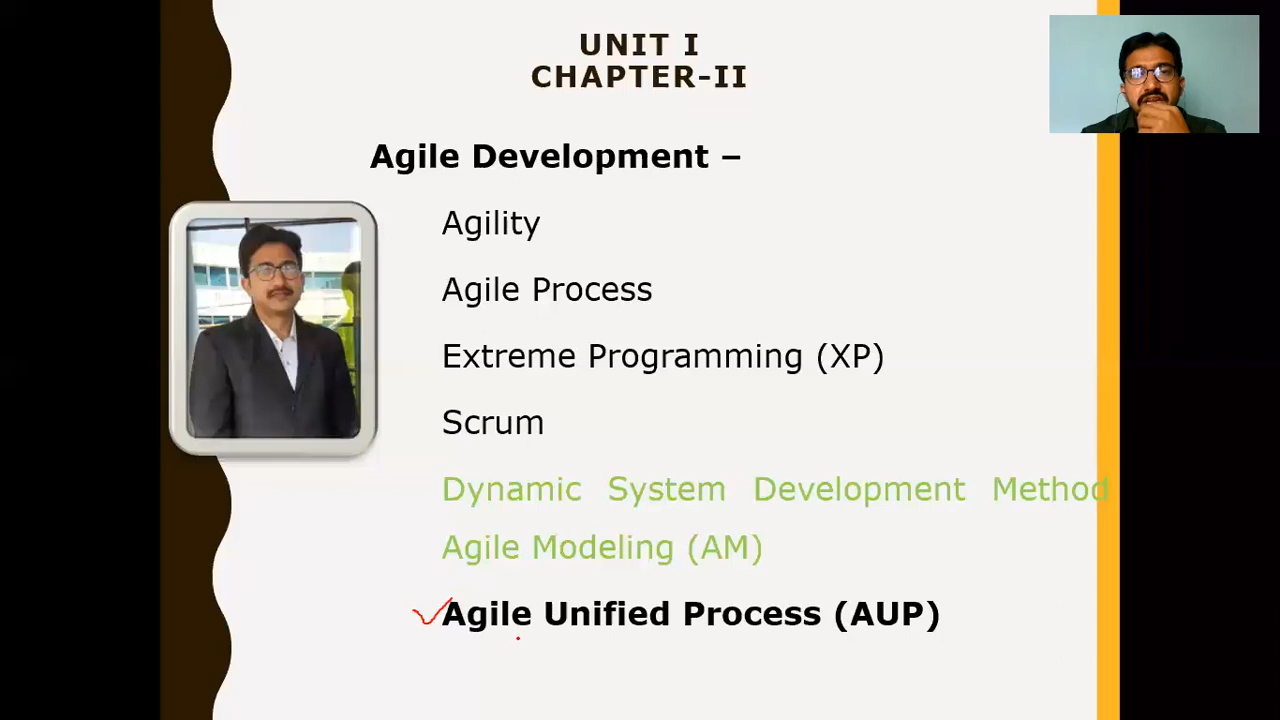 UNIT I
CHAPTER-II
Agile Development –
Agility
Agile Process
Extreme Programming (XP)
Scrum
Dynamic System Development Method
Agile Modeling (AM)
Agile Unified Process (AUP)